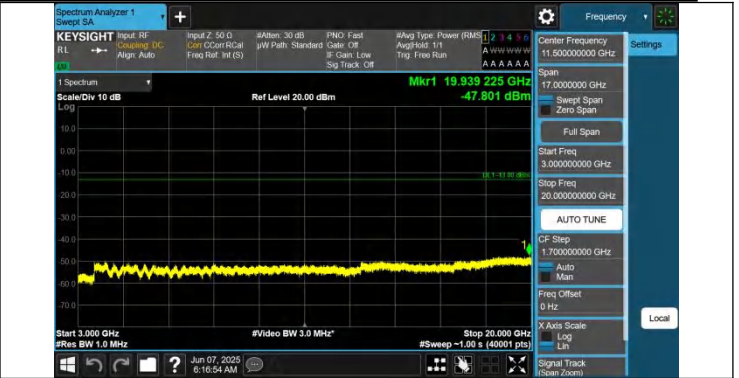 Spectrum Analyzer 1
Swept SA
+
Frequency
KEYSIGHT
RL
Input: RF
Coupling: DC
Align: Auto
Input Z: 50 Ω
Corr CCorr RCal
Freq Ref: Int (S)
#Atten: 30 dB
µW Path: Standard
PNO: Fast
Gate: Off
IF Gain: Low
Sig Track: Off
#Avg Type: Power (RMS
Avg|Hold: 1/1
Trig: Free Run
1 2 3 4 5 6
A W W W W W
A A A A A A
1 Spectrum
Scale/Div 10 dB
Log
Ref Level 20.00 dBm
Mkr1 19.939 225 GHz
-47.801 dBm
10.0
0.00
-10.0
-20.0
-30.0
-40.0
-50.0
-60.0
-70.0
DL1 -13.00 dBm
1
Start 3.000 GHz
#Res BW 1.0 MHz
#Video BW 3.0 MHz*
Stop 20.000 GHz
#Sweep ~1.00 s (40001 pts)
?
Jun 07, 2025
6:16:54 AM
Center Frequency
11.500000000 GHz
Settings
Span
17.0000000 GHz
Swept Span
Zero Span
Full Span
Start Freq
3.000000000 GHz
Stop Freq
20.000000000 GHz
AUTO TUNE
CF Step
1.700000000 GHz
Auto
Man
Freq Offset
0 Hz
X Axis Scale
Log
Lin
Local
Signal Track
(Span Zoom)